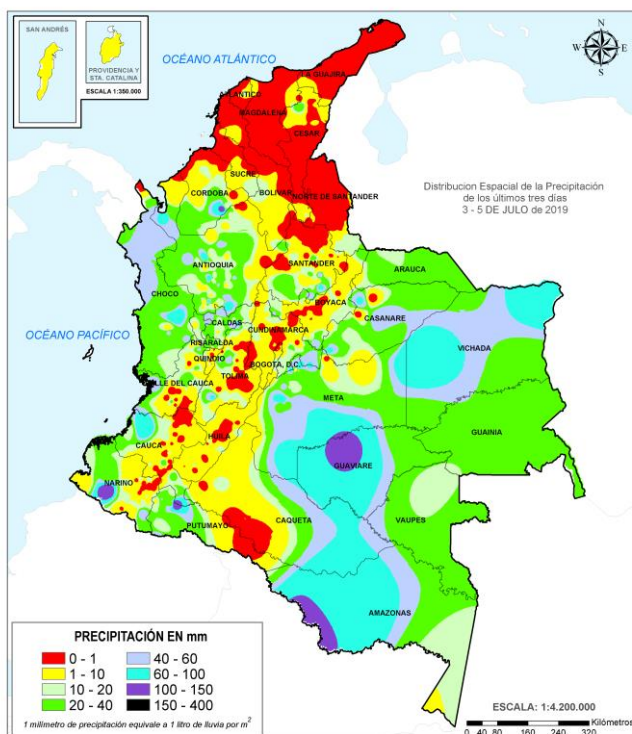 SAN ANDRÉS
PROVIDENCIA Y
STA. CATALINA
ESCALA 1:350.000
OCÉANO ATLÁNTICO
N
W E
S
LA GUAJIRA
ATLANTICO
MAGDALENA
CESAR
SUCRE
CORDOBA
BOLIVAR
NORTE DE SANTANDER
Distribucion Espacial de la Precipitación
de los últimos tres días
3 - 5 DE JULO de 2019
ANTIOQUIA
SANTANDER
ARAUCA
CHOCO
BOYACA
CASANARE
CALDAS
CUNDINAMARCA
OCÉANO PACÍFICO
RISARALDA
VICHADA
QUINDIO
BOGOTA, D.C.
TOLIMA
VALLE DEL CAUCA
META
GUAINIA
CAUCA
HUILA
GUAVIARE
NARIÑO
CAQUETA
VAUPES
PUTUMAYO
AMAZONAS
PRECIPITACIÓN EN mm
0 - 1 40 - 60
1 - 10 60 - 100
10 - 20 100 - 150
20 - 40 150 - 400
1 milímetro de precipitación equivale a 1 litro de lluvia por m²
ESCALA: 1:4.200.000
Kilómetros
0 40 80 160 240 320